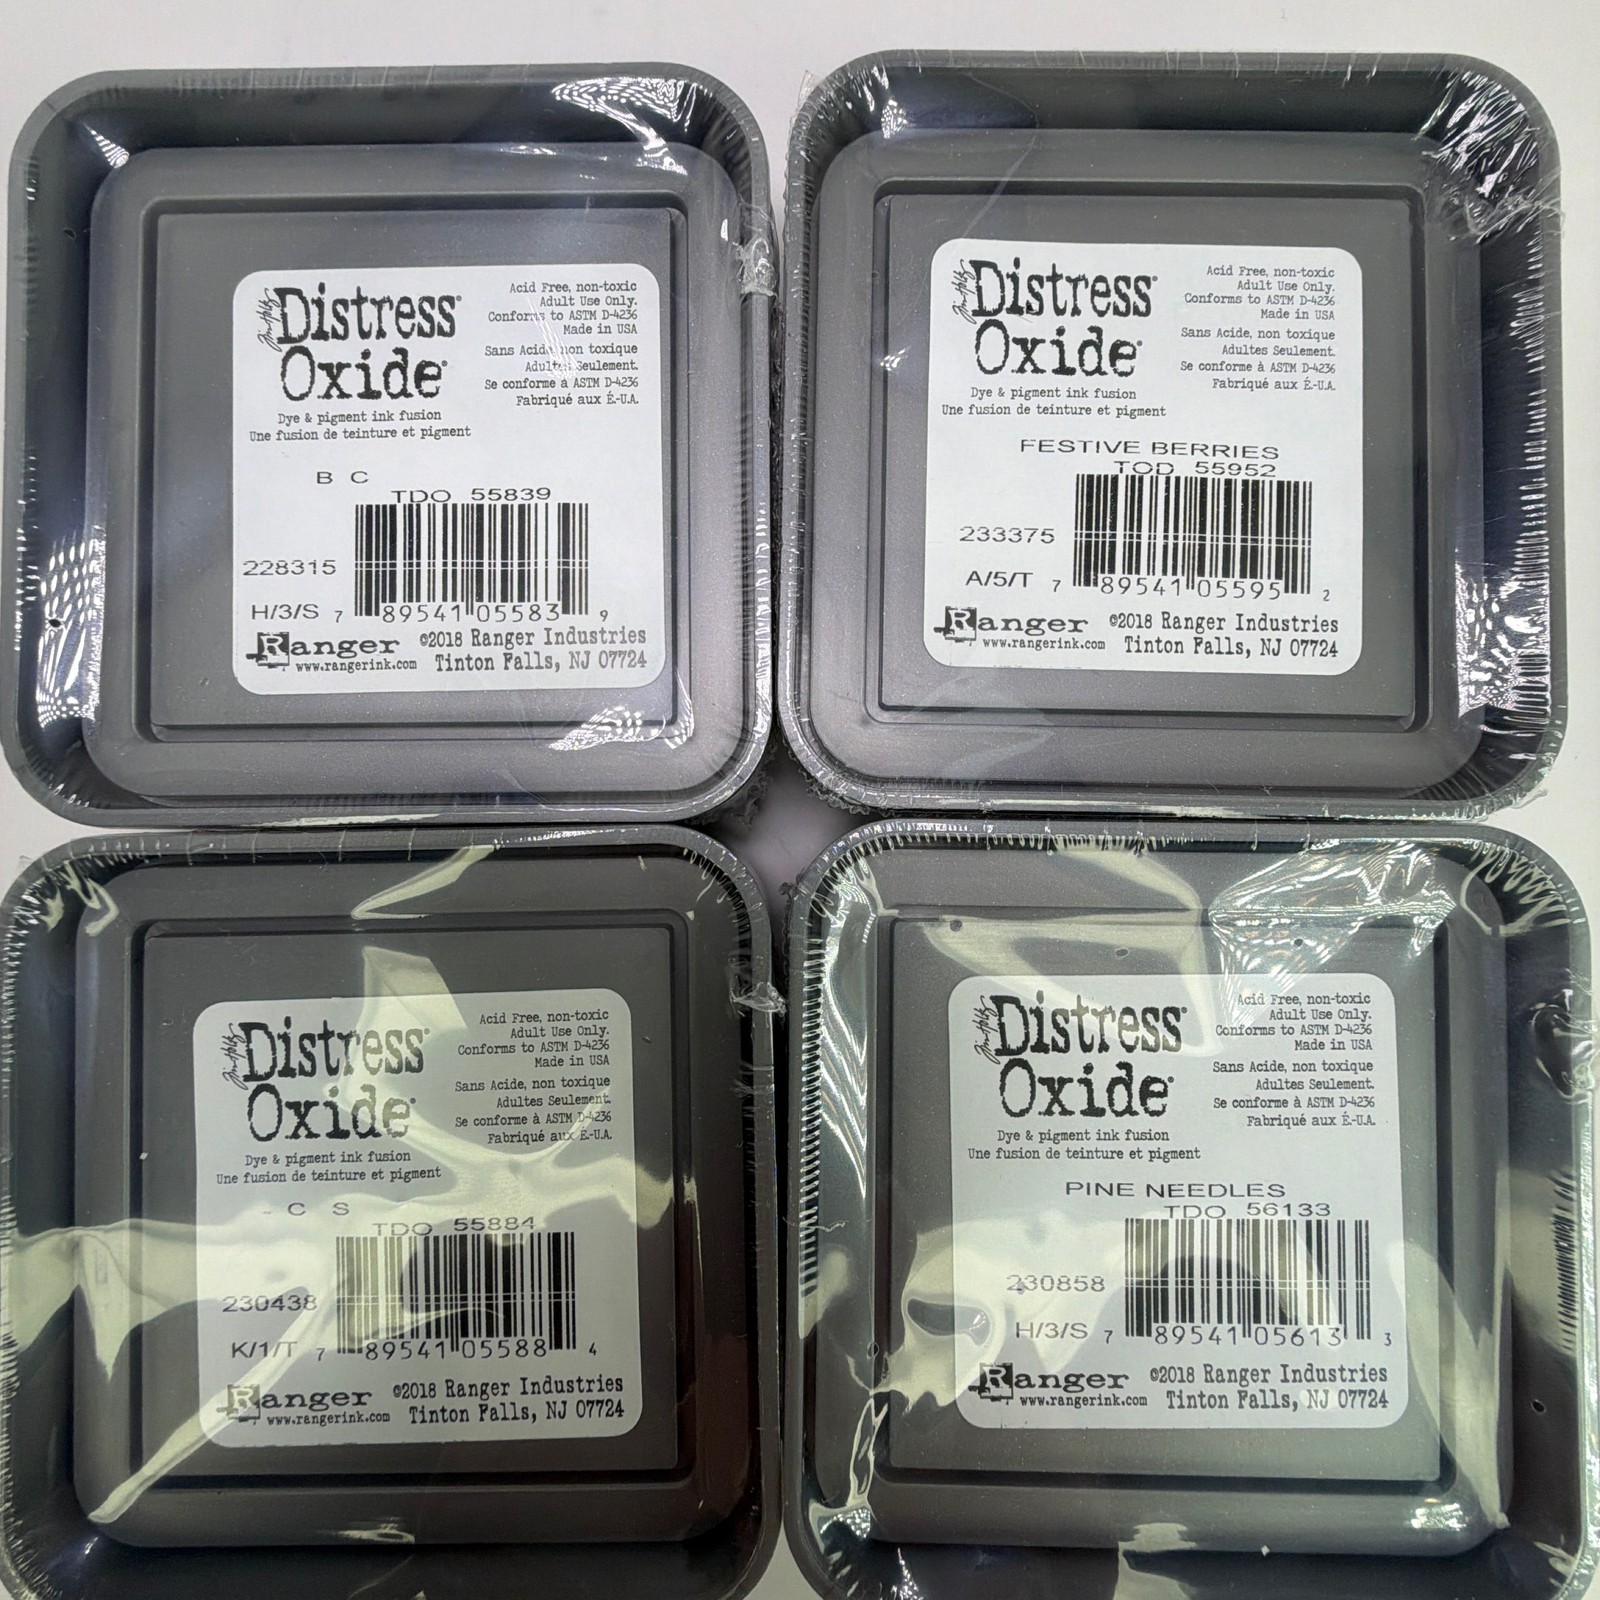 Tim Holtz
Distress®
Oxide®
Dye & pigment ink fusion
Une fusion de teinture et pigment
Acid Free, non-toxic
Adult Use Only.
Conforms to ASTM D-4236
Made in USA
Sans Acide, non toxique
Adultes Seulement.
Se conforme à ASTM D-4236
Fabriqué aux É.-U.A.
B C
TDO 55839
228315
H/3/S
7 89541 05583 9
Ranger
www.rangerink.com
©2018 Ranger Industries
Tinton Falls, NJ 07724
Tim Holtz
Distress®
Oxide®
Dye & pigment ink fusion
Une fusion de teinture et pigment
Acid Free, non-toxic
Adult Use Only.
Conforms to ASTM D-4236
Made in USA
Sans Acide, non toxique
Adultes Seulement.
Se conforme à ASTM D-4236
Fabriqué aux É.-U.A.
FESTIVE BERRIES
TOD 55952
233375
A/5/T
7 89541 05595 2
Ranger
www.rangerink.com
©2018 Ranger Industries
Tinton Falls, NJ 07724
Tim Holtz
Distress®
Oxide®
Dye & pigment ink fusion
Une fusion de teinture et pigment
Acid Free, non-toxic
Adult Use Only.
Conforms to ASTM D-4236
Made in USA
Sans Acide, non toxique
Adultes Seulement.
Se conforme à ASTM D-4236
Fabriqué aux É.-U.A.
- C S
TDO 55884
230438
K/1/T
7 89541 05588 4
Ranger
www.rangerink.com
©2018 Ranger Industries
Tinton Falls, NJ 07724
Tim Holtz
Distress®
Oxide®
Dye & pigment ink fusion
Une fusion de teinture et pigment
Acid Free, non-toxic
Adult Use Only.
Conforms to ASTM D-4236
Made in USA
Sans Acide, non toxique
Adultes Seulement.
Se conforme à ASTM D-4236
Fabriqué aux É.-U.A.
PINE NEEDLES
TDO 56133
230858
H/3/S
7 89541 05613 3
Ranger
www.rangerink.com
©2018 Ranger Industries
Tinton Falls, NJ 07724